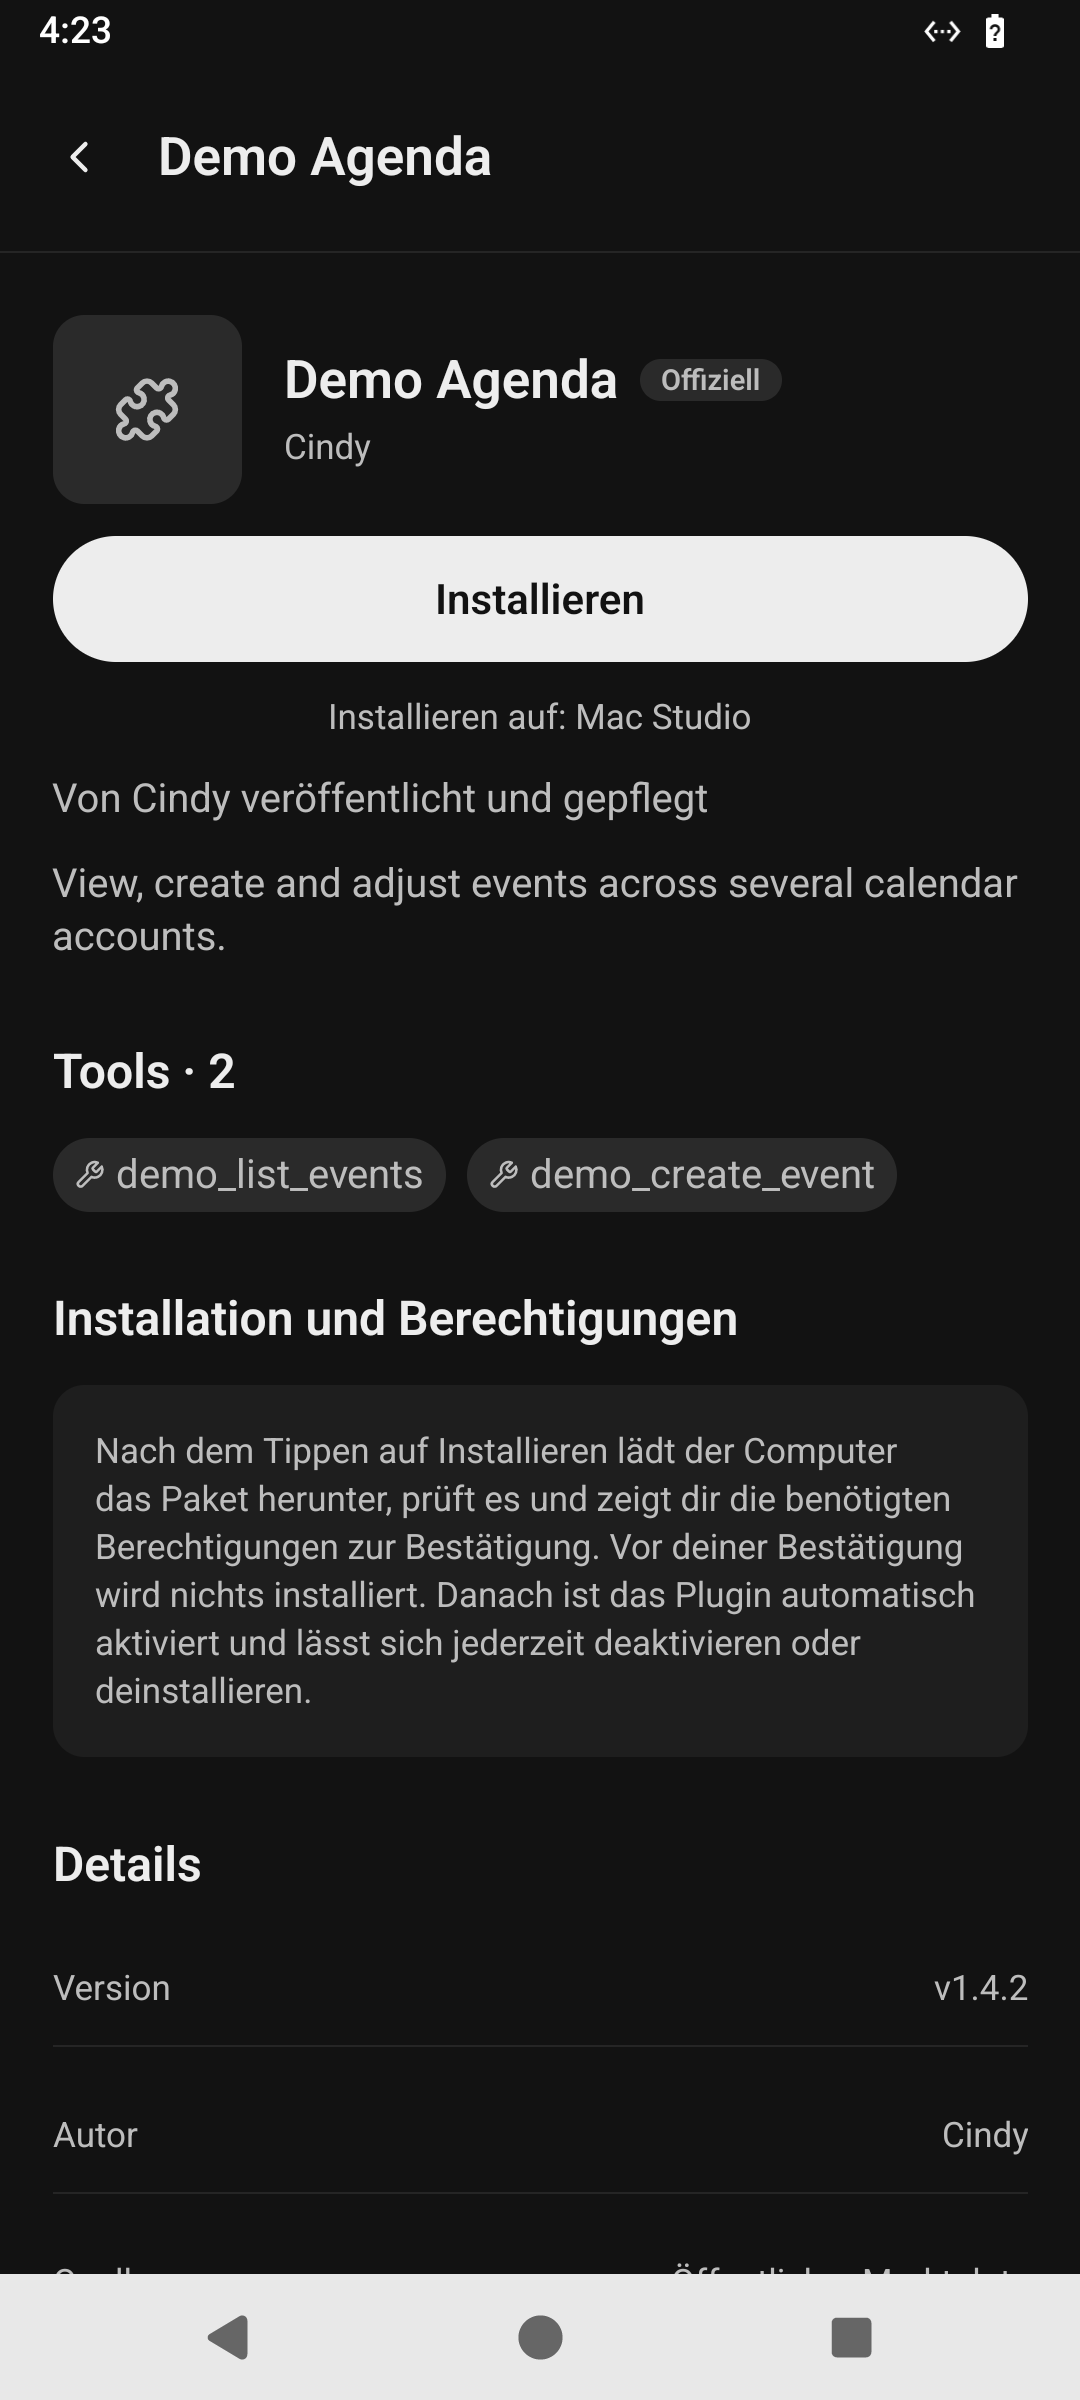 4:23
Demo Agenda
Demo Agenda Offiziell
Cindy
Installieren
Installieren auf: Mac Studio
Von Cindy veröffentlicht und gepflegt
View, create and adjust events across several calendar
accounts.
Tools · 2
demo_list_events demo_create_event
Installation und Berechtigungen
Nach dem Tippen auf Installieren lädt der Computer
das Paket herunter, prüft es und zeigt dir die benötigten
Berechtigungen zur Bestätigung. Vor deiner Bestätigung
wird nichts installiert. Danach ist das Plugin automatisch
aktiviert und lässt sich jederzeit deaktivieren oder
deinstallieren.
Details
Version v1.4.2
Autor Cindy